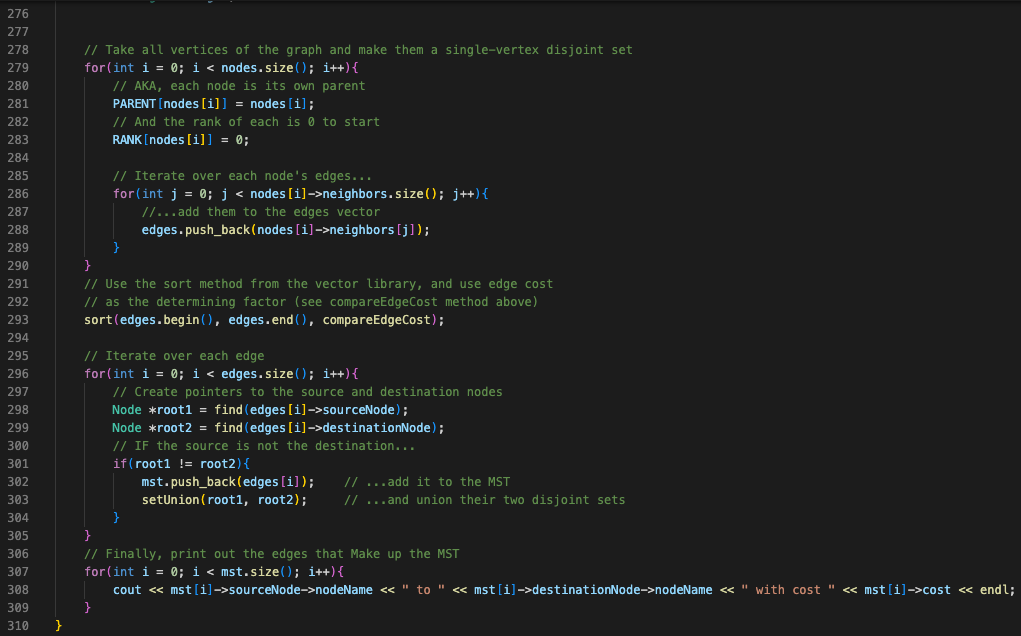 276
277
278 // Take all vertices of the graph and make them a single-vertex disjoint set
279 for(int i = 0; i < nodes.size(); i++){
280 // AKA, each node is its own parent
281 PARENT[nodes[i]] = nodes[i];
282 // And the rank of each is 0 to start
283 RANK[nodes[i]] = 0;
284
285 // Iterate over each node's edges...
286 for(int j = 0; j < nodes[i]->neighbors.size(); j++){
287 //...add them to the edges vector
288 edges.push_back(nodes[i]->neighbors[j]);
289 }
290 }
291 // Use the sort method from the vector library, and use edge cost
292 // as the determining factor (see compareEdgeCost method above)
293 sort(edges.begin(), edges.end(), compareEdgeCost);
294
295 // Iterate over each edge
296 for(int i = 0; i < edges.size(); i++){
297 // Create pointers to the source and destination nodes
298 Node *root1 = find(edges[i]->sourceNode);
299 Node *root2 = find(edges[i]->destinationNode);
300 // IF the source is not the destination...
301 if(root1 != root2){
302 mst.push_back(edges[i]); // ...add it to the MST
303 setUnion(root1, root2); // ...and union their two disjoint sets
304 }
305 }
306 // Finally, print out the edges that Make up the MST
307 for(int i = 0; i < mst.size(); i++){
308 cout << mst[i]->sourceNode->nodeName << " to " << mst[i]->destinationNode->nodeName << " with cost " << mst[i]->cost << endl;
309 }
310 }